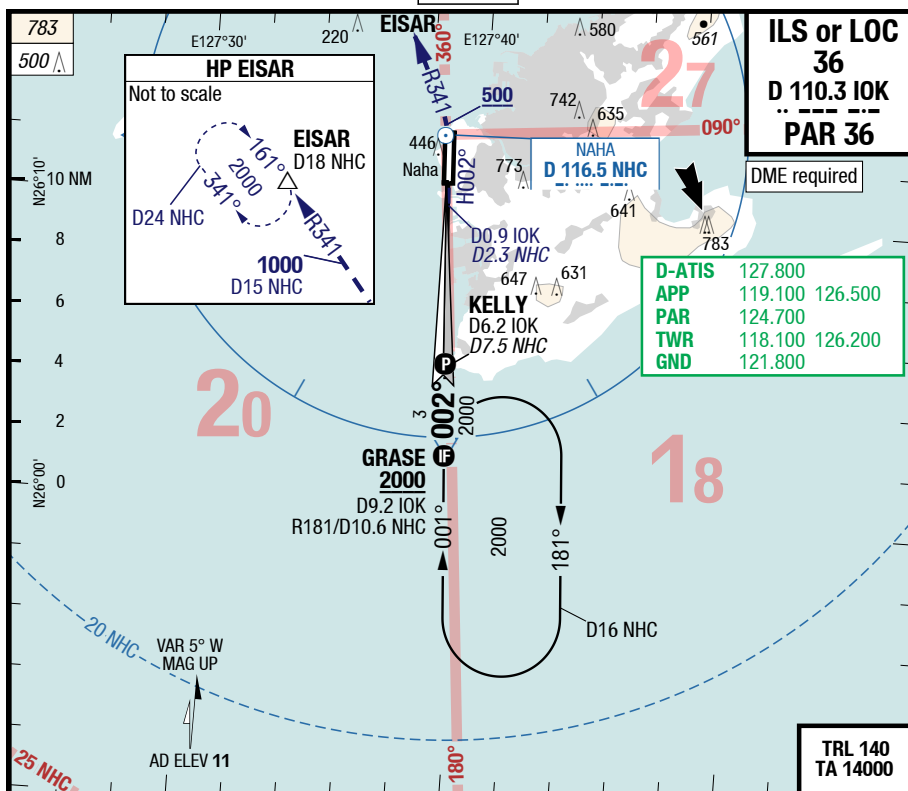 783
500
220
EISAR
360°
E127°30'
E127°40'
580
561
ILS or LOC
36
D 110.3 IOK
PAR 36
DME required
HP EISAR
Not to scale
161°
2000
341°
EISAR
D18 NHC
D24 NHC
R341
1000
D15 NHC
R341
500
27
742
635
090°
446
Naha
H002°
NAHA
D 116.5 NHC
773
641
783
N26°10'
10 NM
8
6
4
2
0
N26°00'
D0.9 IOK
D2.3 NHC
647
631
KELLY
D6.2 IOK
D7.5 NHC
D-ATIS 127.800
APP 119.100 126.500
PAR 124.700
TWR 118.100 126.200
GND 121.800
P
20
3
002°
2000
IF
GRASE
2000
D9.2 IOK
R181/D10.6 NHC
001°
2000
181°
18
D16 NHC
20 NHC
VAR 5° W
MAG UP
AD ELEV 11
25 NHC
180°
TRL 140
TA 14000